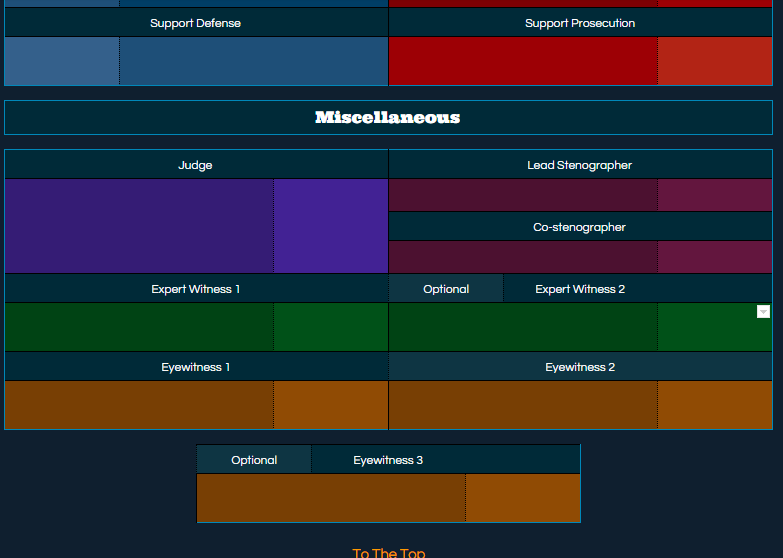 Support Defense
Support Prosecution
Miscellaneous
Judge
Lead Stenographer
Co-stenographer
Expert Witness 1
Optional
Expert Witness 2
Eyewitness 1
Eyewitness 2
Optional
Eyewitness 3
To The Top